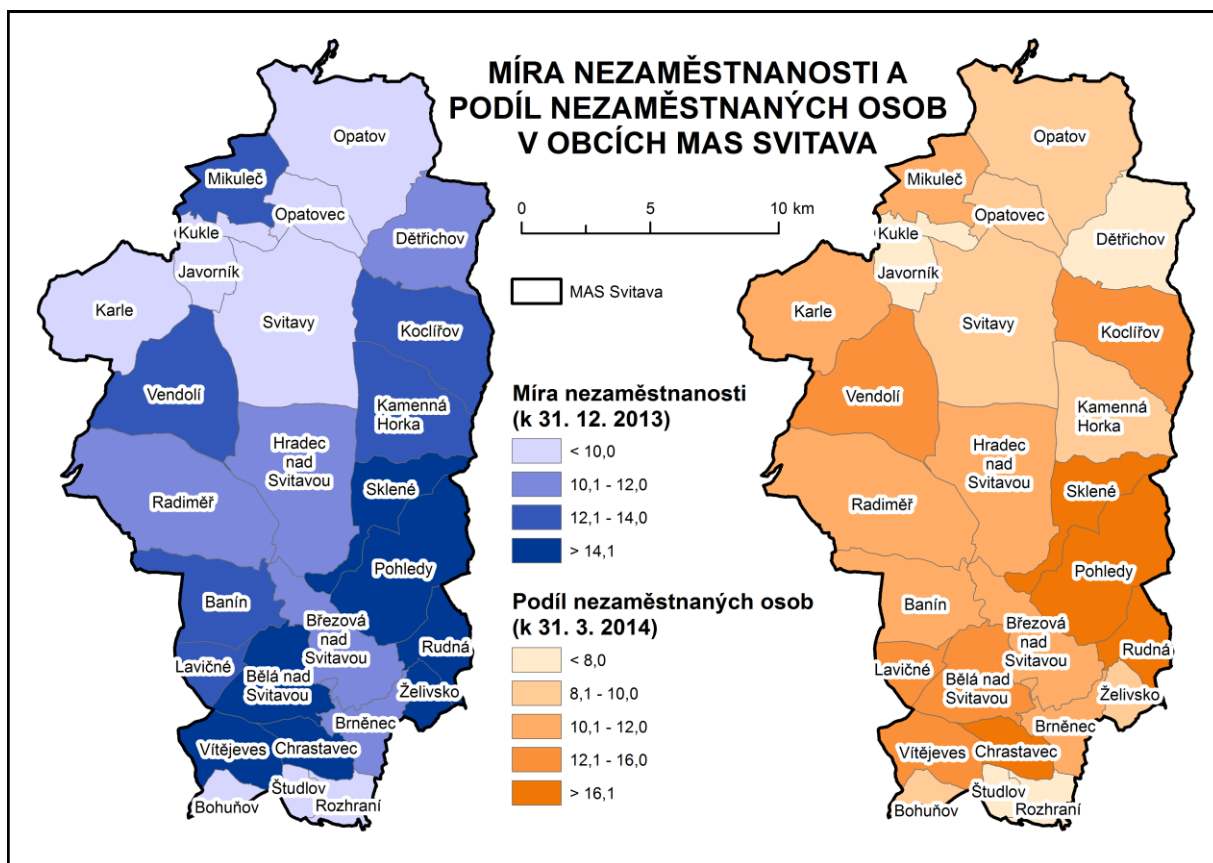 MÍRA NEZAMĚSTNANOSTI A
PODÍL NEZAMĚSTNANÝCH OSOB
V OBCÍCH MAS SVITAVA
0 5 10 km
MAS Svitava
Míra nezaměstnanosti
(k 31. 12. 2013)
< 10,0
10,1 - 12,0
12,1 - 14,0
> 14,1
Podíl nezaměstnaných osob
(k 31. 3. 2014)
< 8,0
8,1 - 10,0
10,1 - 12,0
12,1 - 16,0
> 16,1
Opatov
Mikuleč
Opatovec
Kukle
Dětřichov
Javorník
Karle
Svitavy
Koclířov
Vendolí
Kamenná
Horka
Hradec
nad
Svitavou
Sklené
Radiměř
Pohledy
Banín
Březová
nad
Svitavou
Rudná
Lavičné
Bělá nad
Svitavou
Želivsko
Brněnec
Vítějeves
Chrastavec
Študlov
Bohuňov
Rozhraní
Opatov
Mikuleč
Opatovec
Kukle
Dětřichov
Javorník
Karle
Svitavy
Koclířov
Vendolí
Kamenná
Horka
Hradec
nad
Svitavou
Sklené
Radiměř
Pohledy
Banín
Březová
nad
Svitavou
Rudná
Lavičné
Bělá nad
Svitavou
Želivsko
Brněnec
Vítějeves
Chrastavec
Študlov
Bohuňov
Rozhraní